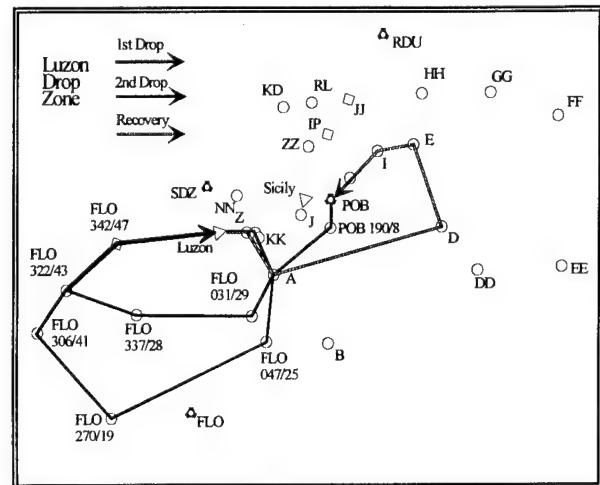 RDU
1st Drop
Luzon
Drop
Zone
2nd Drop
Recovery
KD
RL
JJ
HH
GG
FF
IP
ZZ
E
I
SDZ
NN
Sicily
POB
J
Z
KK
POB 190/8
D
FLO
342/47
Luzon
FLO
322/43
A
DD
EE
FLO
031/29
FLO
306/41
FLO
337/28
FLO
047/25
B
FLO
270/19
FLO